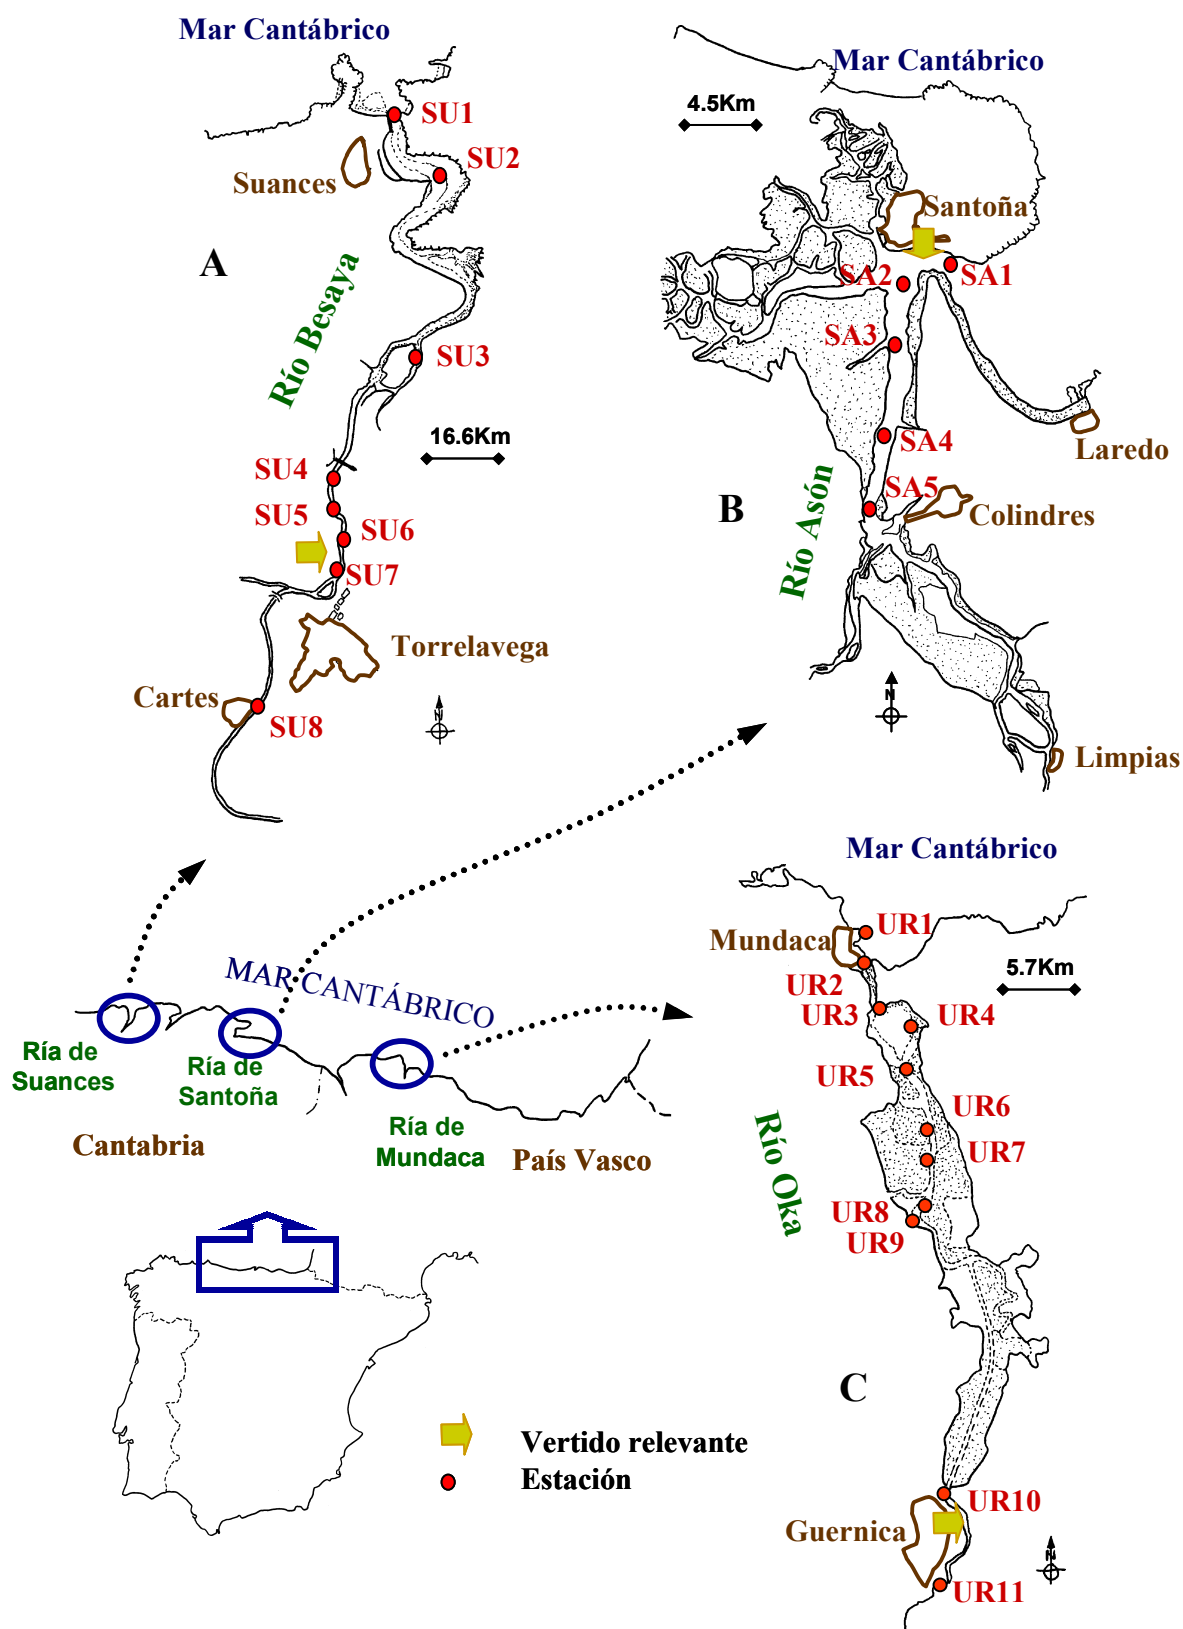 Mar Cantábrico
SU1
SU2
Suances
A
Río Besaya
SU3
16.6Km
SU4
SU5
SU6
SU7
Torrelavega
Cartes
SU8
N
Mar Cantábrico
4.5Km
Santoña
SA2
SA1
SA3
SA4
Laredo
SA5
B
Colindres
Río Asón
N
Limpias
MAR CANTÁBRICO
Ría de
Suances
Ría de
Santoña
Ría de
Mundaca
Cantabria
País Vasco
Mar Cantábrico
UR1
Mundaca
5.7Km
UR2
UR3
UR4
UR5
UR6
Río Oka
UR7
UR8
UR9
C
UR10
Guernica
N
UR11
Vertido relevante
Estación